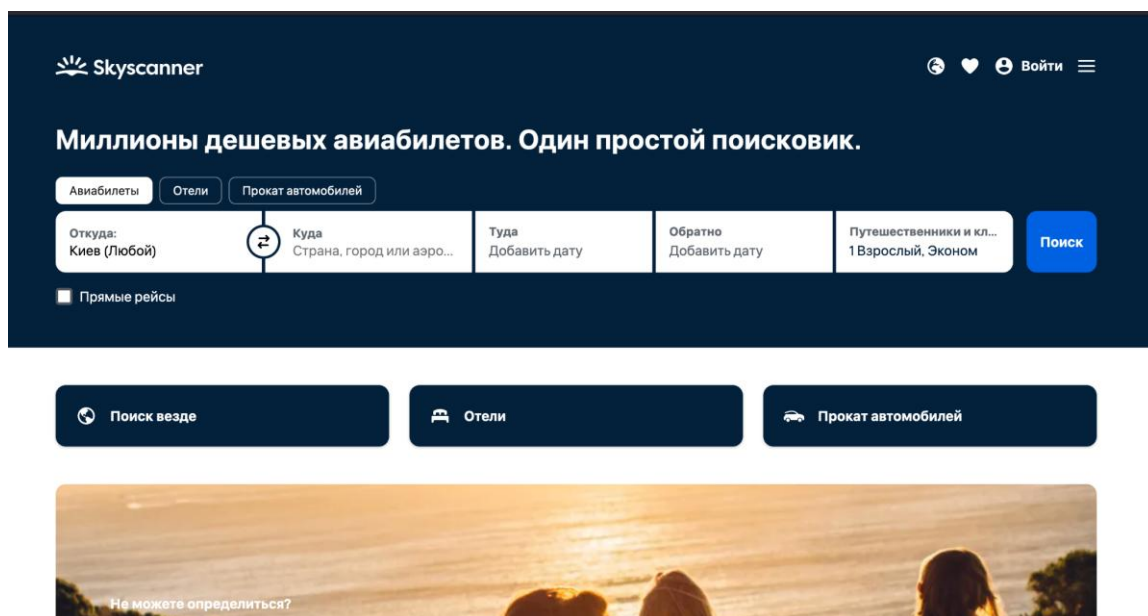 Skyscanner
Войти
Миллионы дешевых авиабилетов. Один простой поисковик.
Авиабилеты Отели Прокат автомобилей
Откуда: Куда Туда Обратно Путешественники и кл...
Киев (Любой) Страна, город или аэро... Добавить дату Добавить дату 1 Взрослый, Эконом
Поиск
Прямые рейсы
Поиск везде Отели Прокат автомобилей
Не можете определиться?